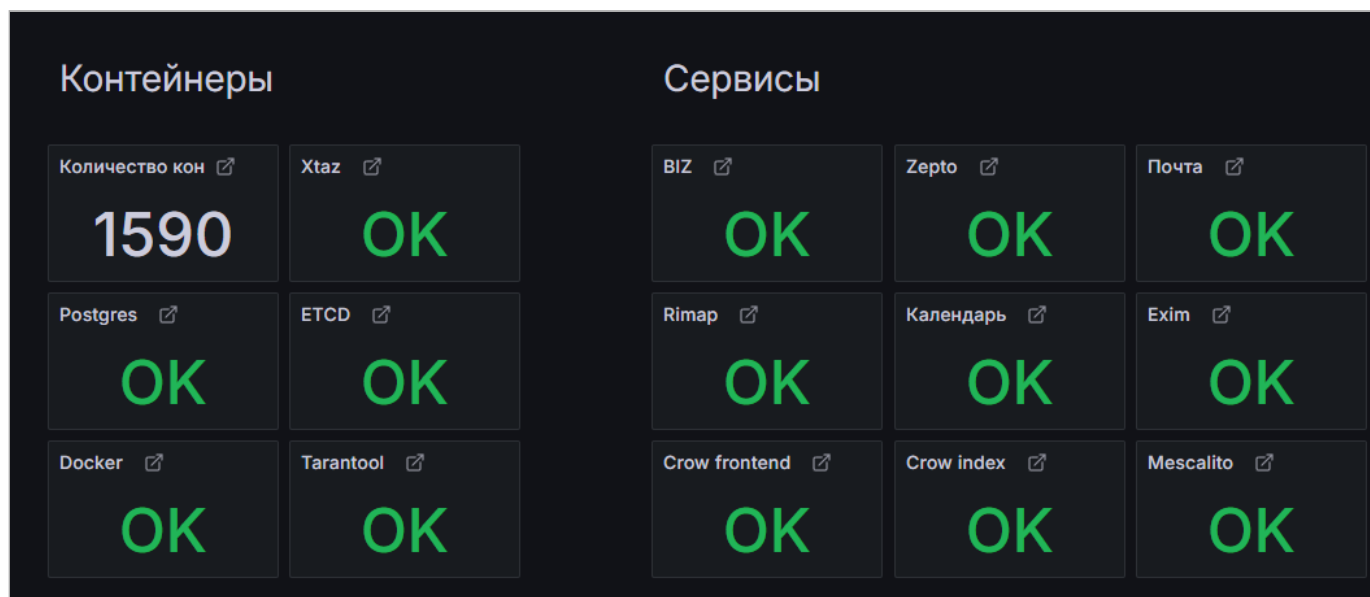 Контейнеры
Сервисы
Количество кон
Xtaz
BIZ
Zepto
Почта
1590
OK
OK
OK
OK
Postgres
ETCD
Rimap
Календарь
Exim
OK
OK
OK
OK
OK
Docker
Tarantool
Crow frontend
Crow index
Mescalito
OK
OK
OK
OK
OK